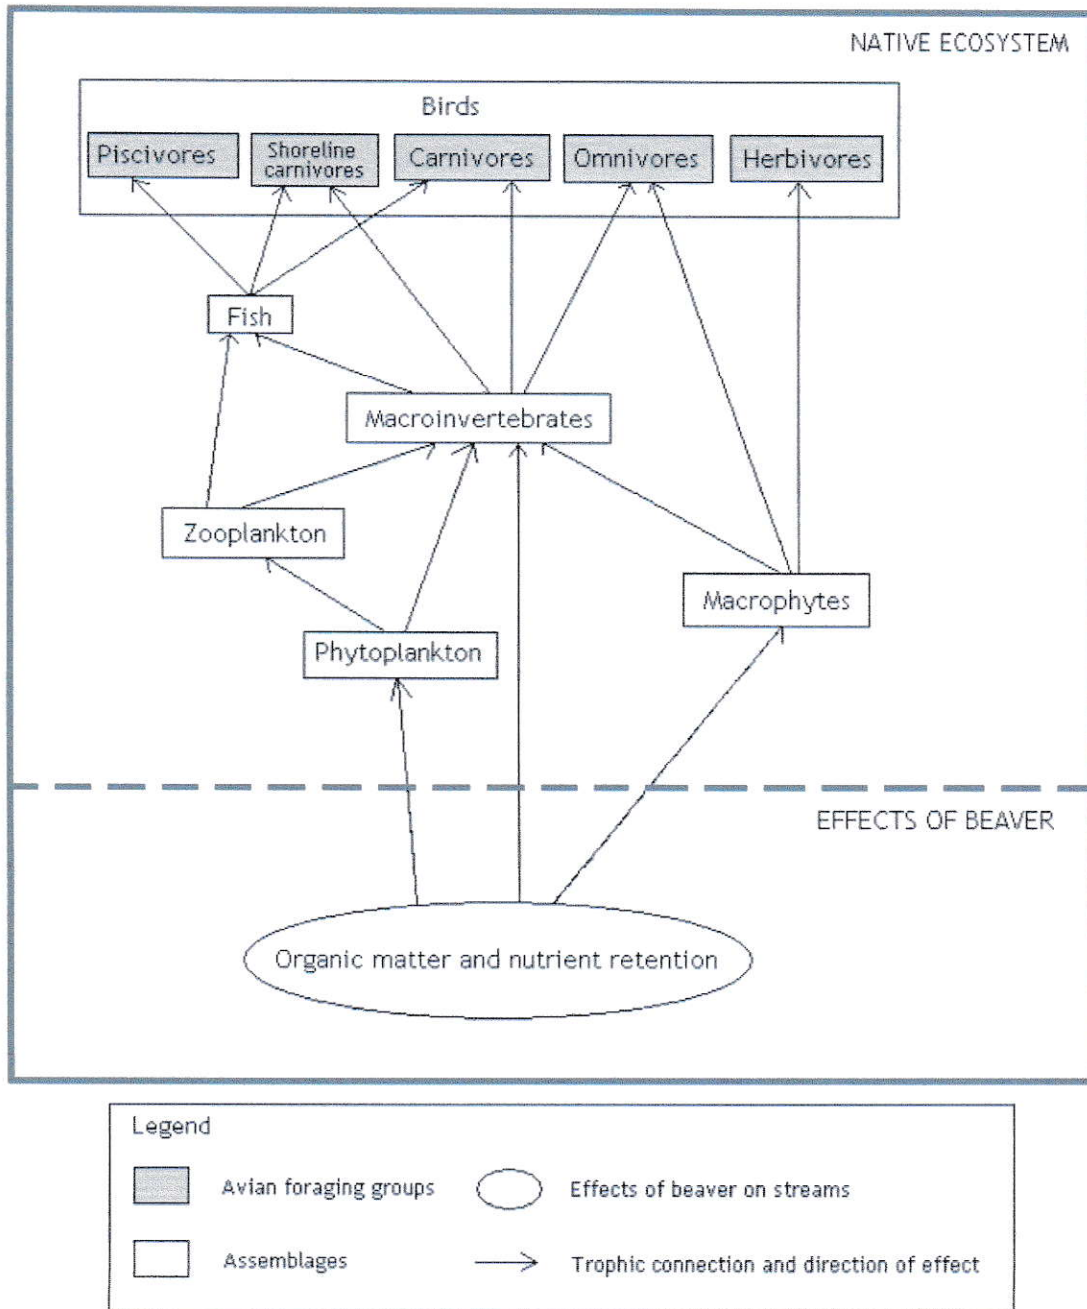 NATIVE ECOSYSTEM
Birds
Piscivores
Shoreline
carnivores
Carnivores
Omnivores
Herbivores
Fish
Macroinvertebrates
Zooplankton
Macrophytes
Phytoplankton
EFFECTS OF BEAVER
Organic matter and nutrient retention
Legend
Avian foraging groups
Effects of beaver on streams
Assemblages
Trophic connection and direction of effect